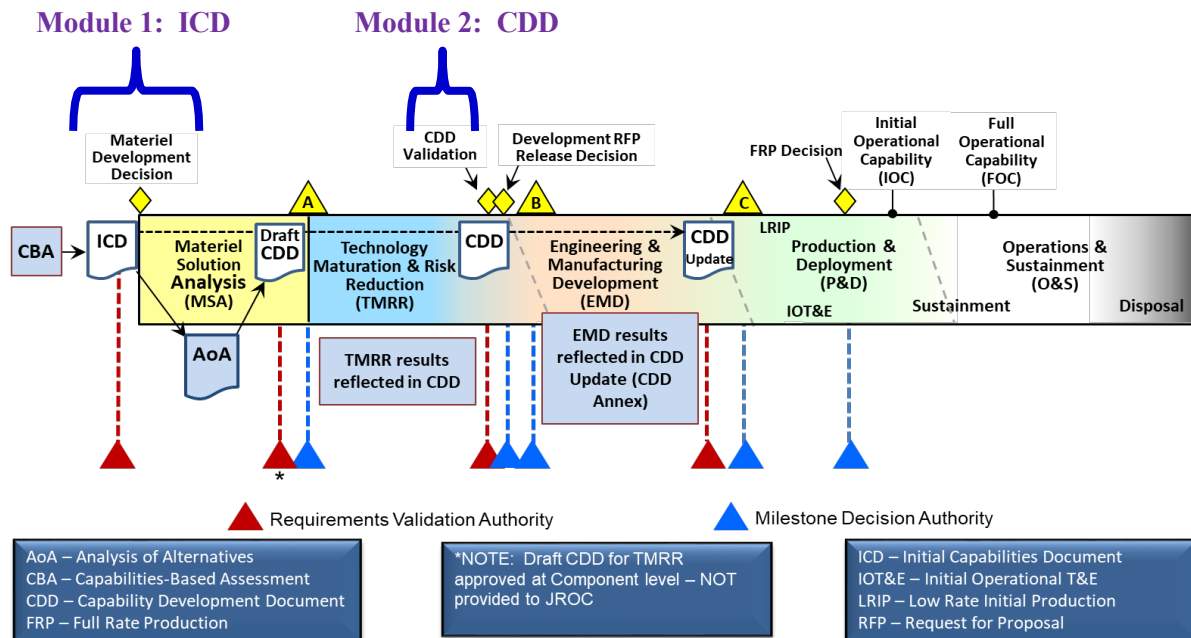 Module 1: ICD
Module 2: CDD
Materiel
Development
Decision
CDD
Validation
Development RFP
Release Decision
FRP Decision
Initial
Operational
Capability
(IOC)
Full
Operational
Capability
(FOC)
A
B
C
CBA
ICD
Materiel
Solution
Analysis
(MSA)
Draft
CDD
Technology
Maturation & Risk
Reduction
(TMRR)
CDD
Engineering &
Manufacturing
Development
(EMD)
CDD
Update
LRIP
Production &
Deployment
(P&D)
IOT&E
Sustainment
Operations &
Sustainment
(O&S)
Disposal
AoA
TMRR results
reflected in CDD
EMD results
reflected in CDD
Update (CDD
Annex)
*
Requirements Validation Authority
Milestone Decision Authority
AoA – Analysis of Alternatives
CBA – Capabilities-Based Assessment
CDD – Capability Development Document
FRP – Full Rate Production
*NOTE: Draft CDD for TMRR
approved at Component level – NOT
provided to JROC
ICD – Initial Capabilities Document
IOT&E – Initial Operational T&E
LRIP – Low Rate Initial Production
RFP – Request for Proposal